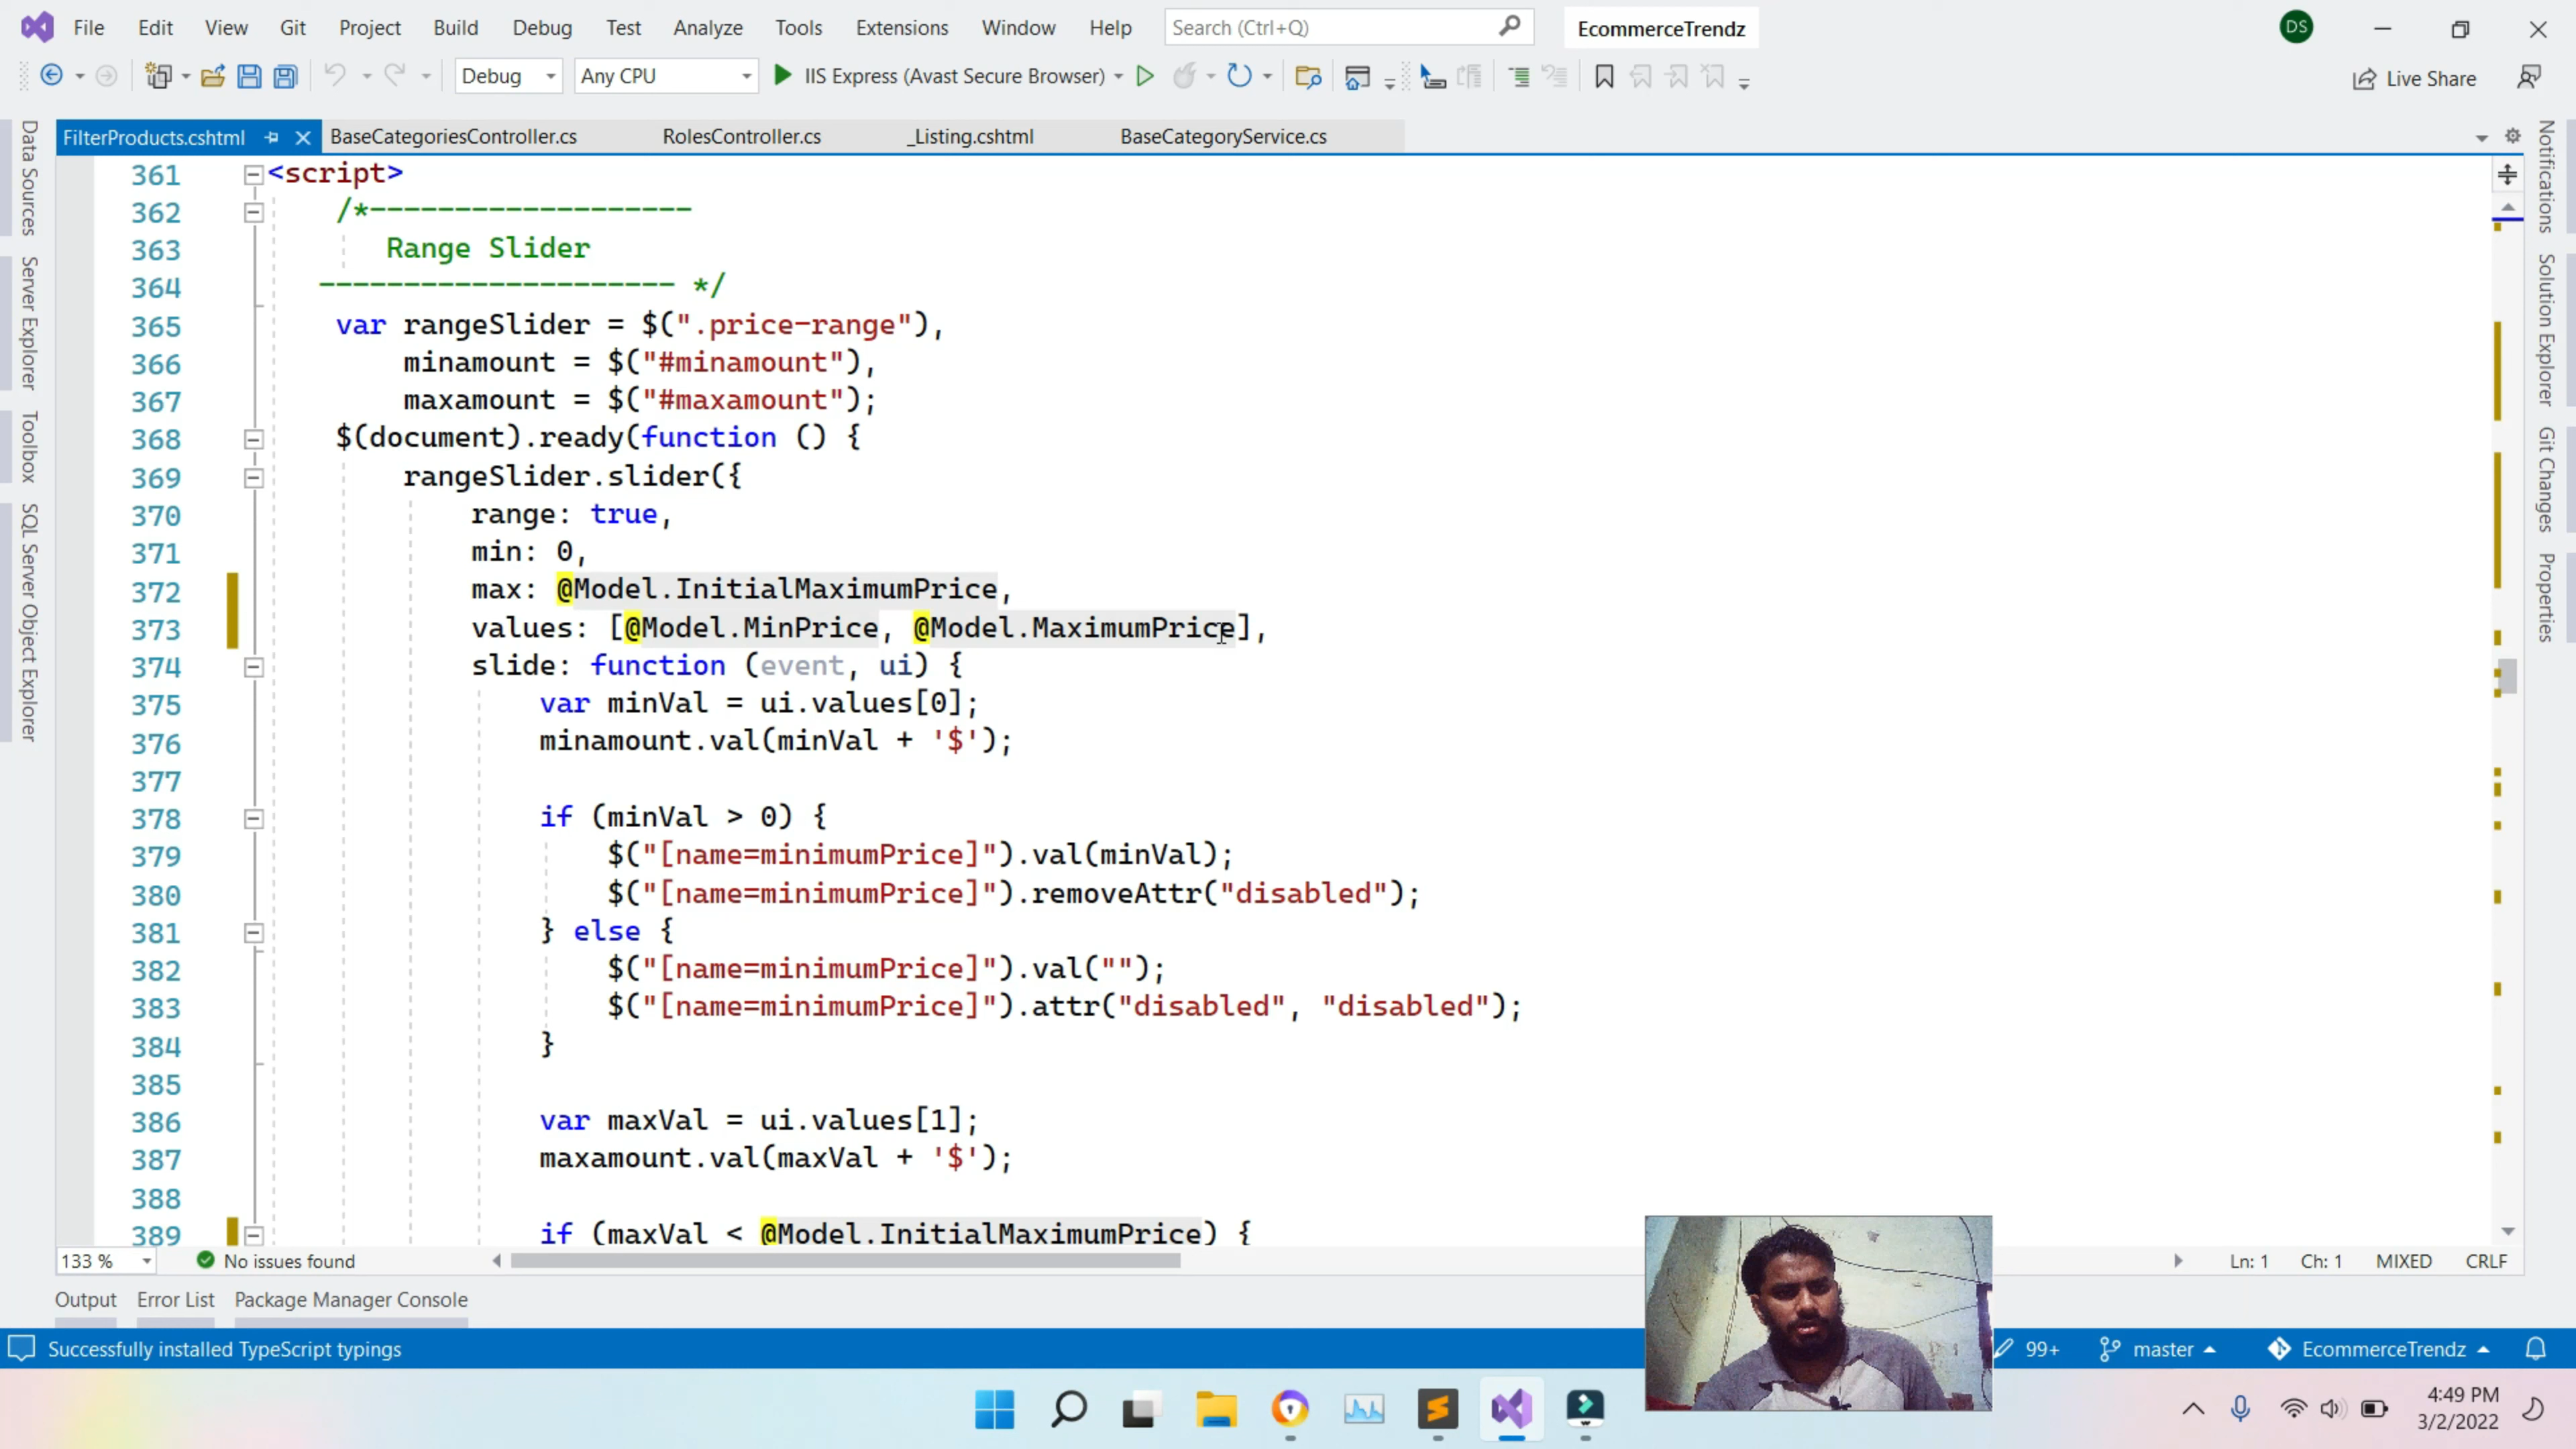 File Edit View Git Project Build Debug Test Analyze Tools Extensions Window Help Search (Ctrl+Q) EcommerceTrendz DS
Debug Any CPU IIS Express (Avast Secure Browser) Live Share
FilterProducts.cshtml BaseCategoriesController.cs RolesController.cs _Listing.cshtml BaseCategoryService.cs
Data Sources
Server Explorer
Toolbox
SQL Server Object Explorer
361 <script>
362 /*-------------------
363 Range Slider
364 --------------------- */
365 var rangeSlider = $(".price-range"),
366 minamount = $("#minamount"),
367 maxamount = $("#maxamount");
368 $(document).ready(function () {
369 rangeSlider.slider({
370 range: true,
371 min: 0,
372 max: @Model.InitialMaximumPrice,
373 values: [@Model.MinPrice, @Model.MaximumPrice],
374 slide: function (event, ui) {
375 var minVal = ui.values[0];
376 minamount.val(minVal + '$');
377
378 if (minVal > 0) {
379 $("[name=minimumPrice]").val(minVal);
380 $("[name=minimumPrice]").removeAttr("disabled");
381 } else {
382 $("[name=minimumPrice]").val("");
383 $("[name=minimumPrice]").attr("disabled", "disabled");
384 }
385
386 var maxVal = ui.values[1];
387 maxamount.val(maxVal + '$');
388
389 if (maxVal < @Model.InitialMaximumPrice) {
Notifications
Solution Explorer
Git Changes
Properties
133 % No issues found Ln: 1 Ch: 1 MIXED CRLF
Output Error List Package Manager Console
Successfully installed TypeScript typings 99+ master EcommerceTrendz
4:49 PM
3/2/2022